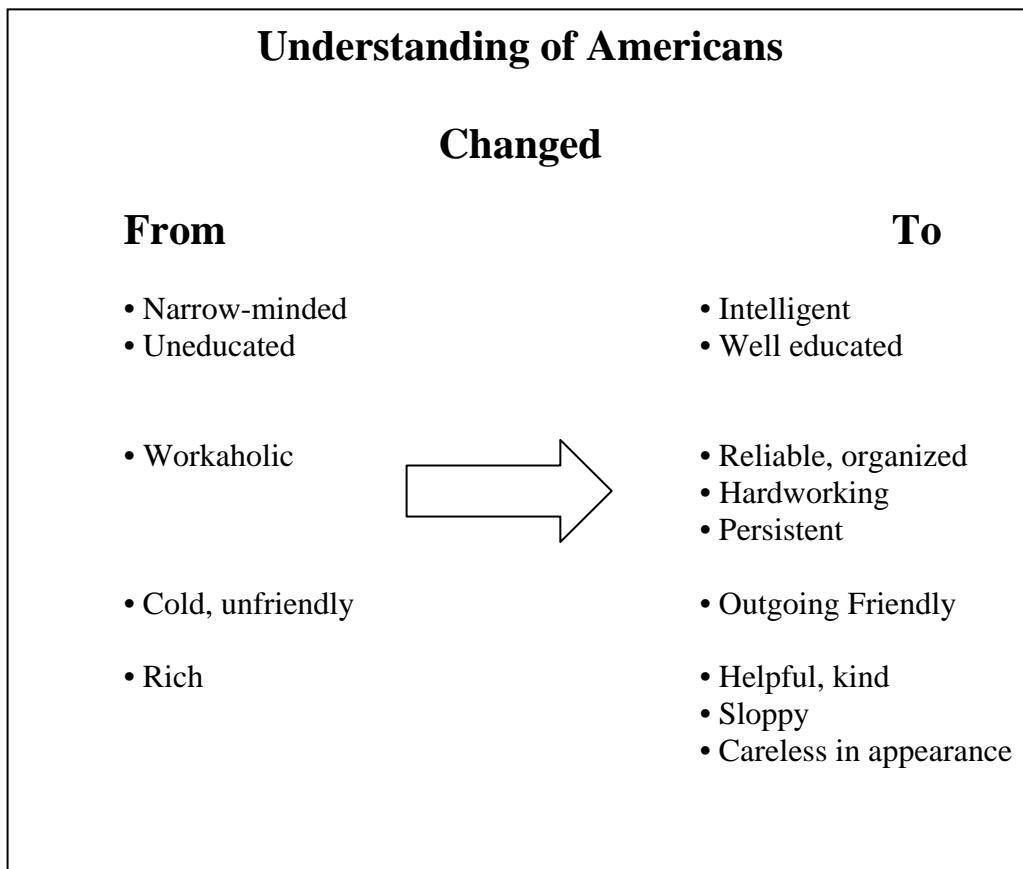 Understanding of Americans
Changed
From
To
• Narrow-minded
• Uneducated
• Workaholic
• Cold, unfriendly
• Rich
• Intelligent
• Well educated
• Reliable, organized
• Hardworking
• Persistent
• Outgoing Friendly
• Helpful, kind
• Sloppy
• Careless in appearance